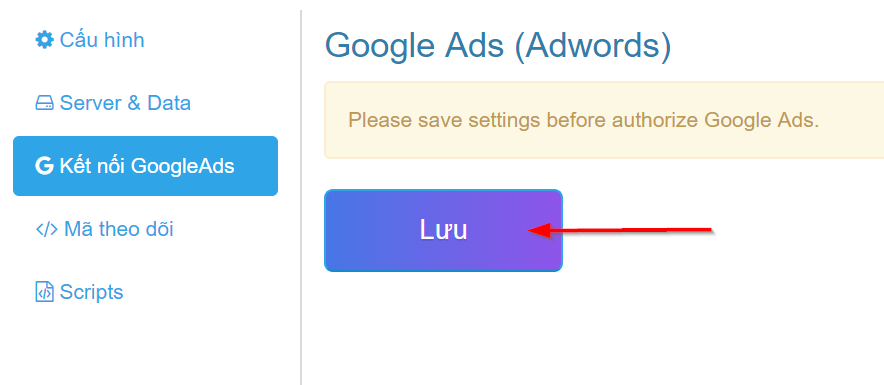 Cấu hình
Server & Data
Kết nối GoogleAds
Mã theo dõi
Scripts
Google Ads (Adwords)
Please save settings before authorize Google Ads.
Lưu